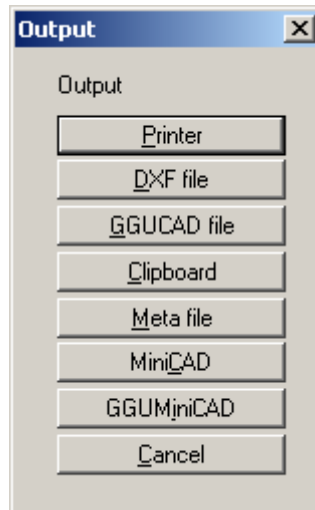 Output
Output
Printer
DXF file
GGUCAD file
Clipboard
Meta file
MiniCAD
GGUMiniCAD
Cancel